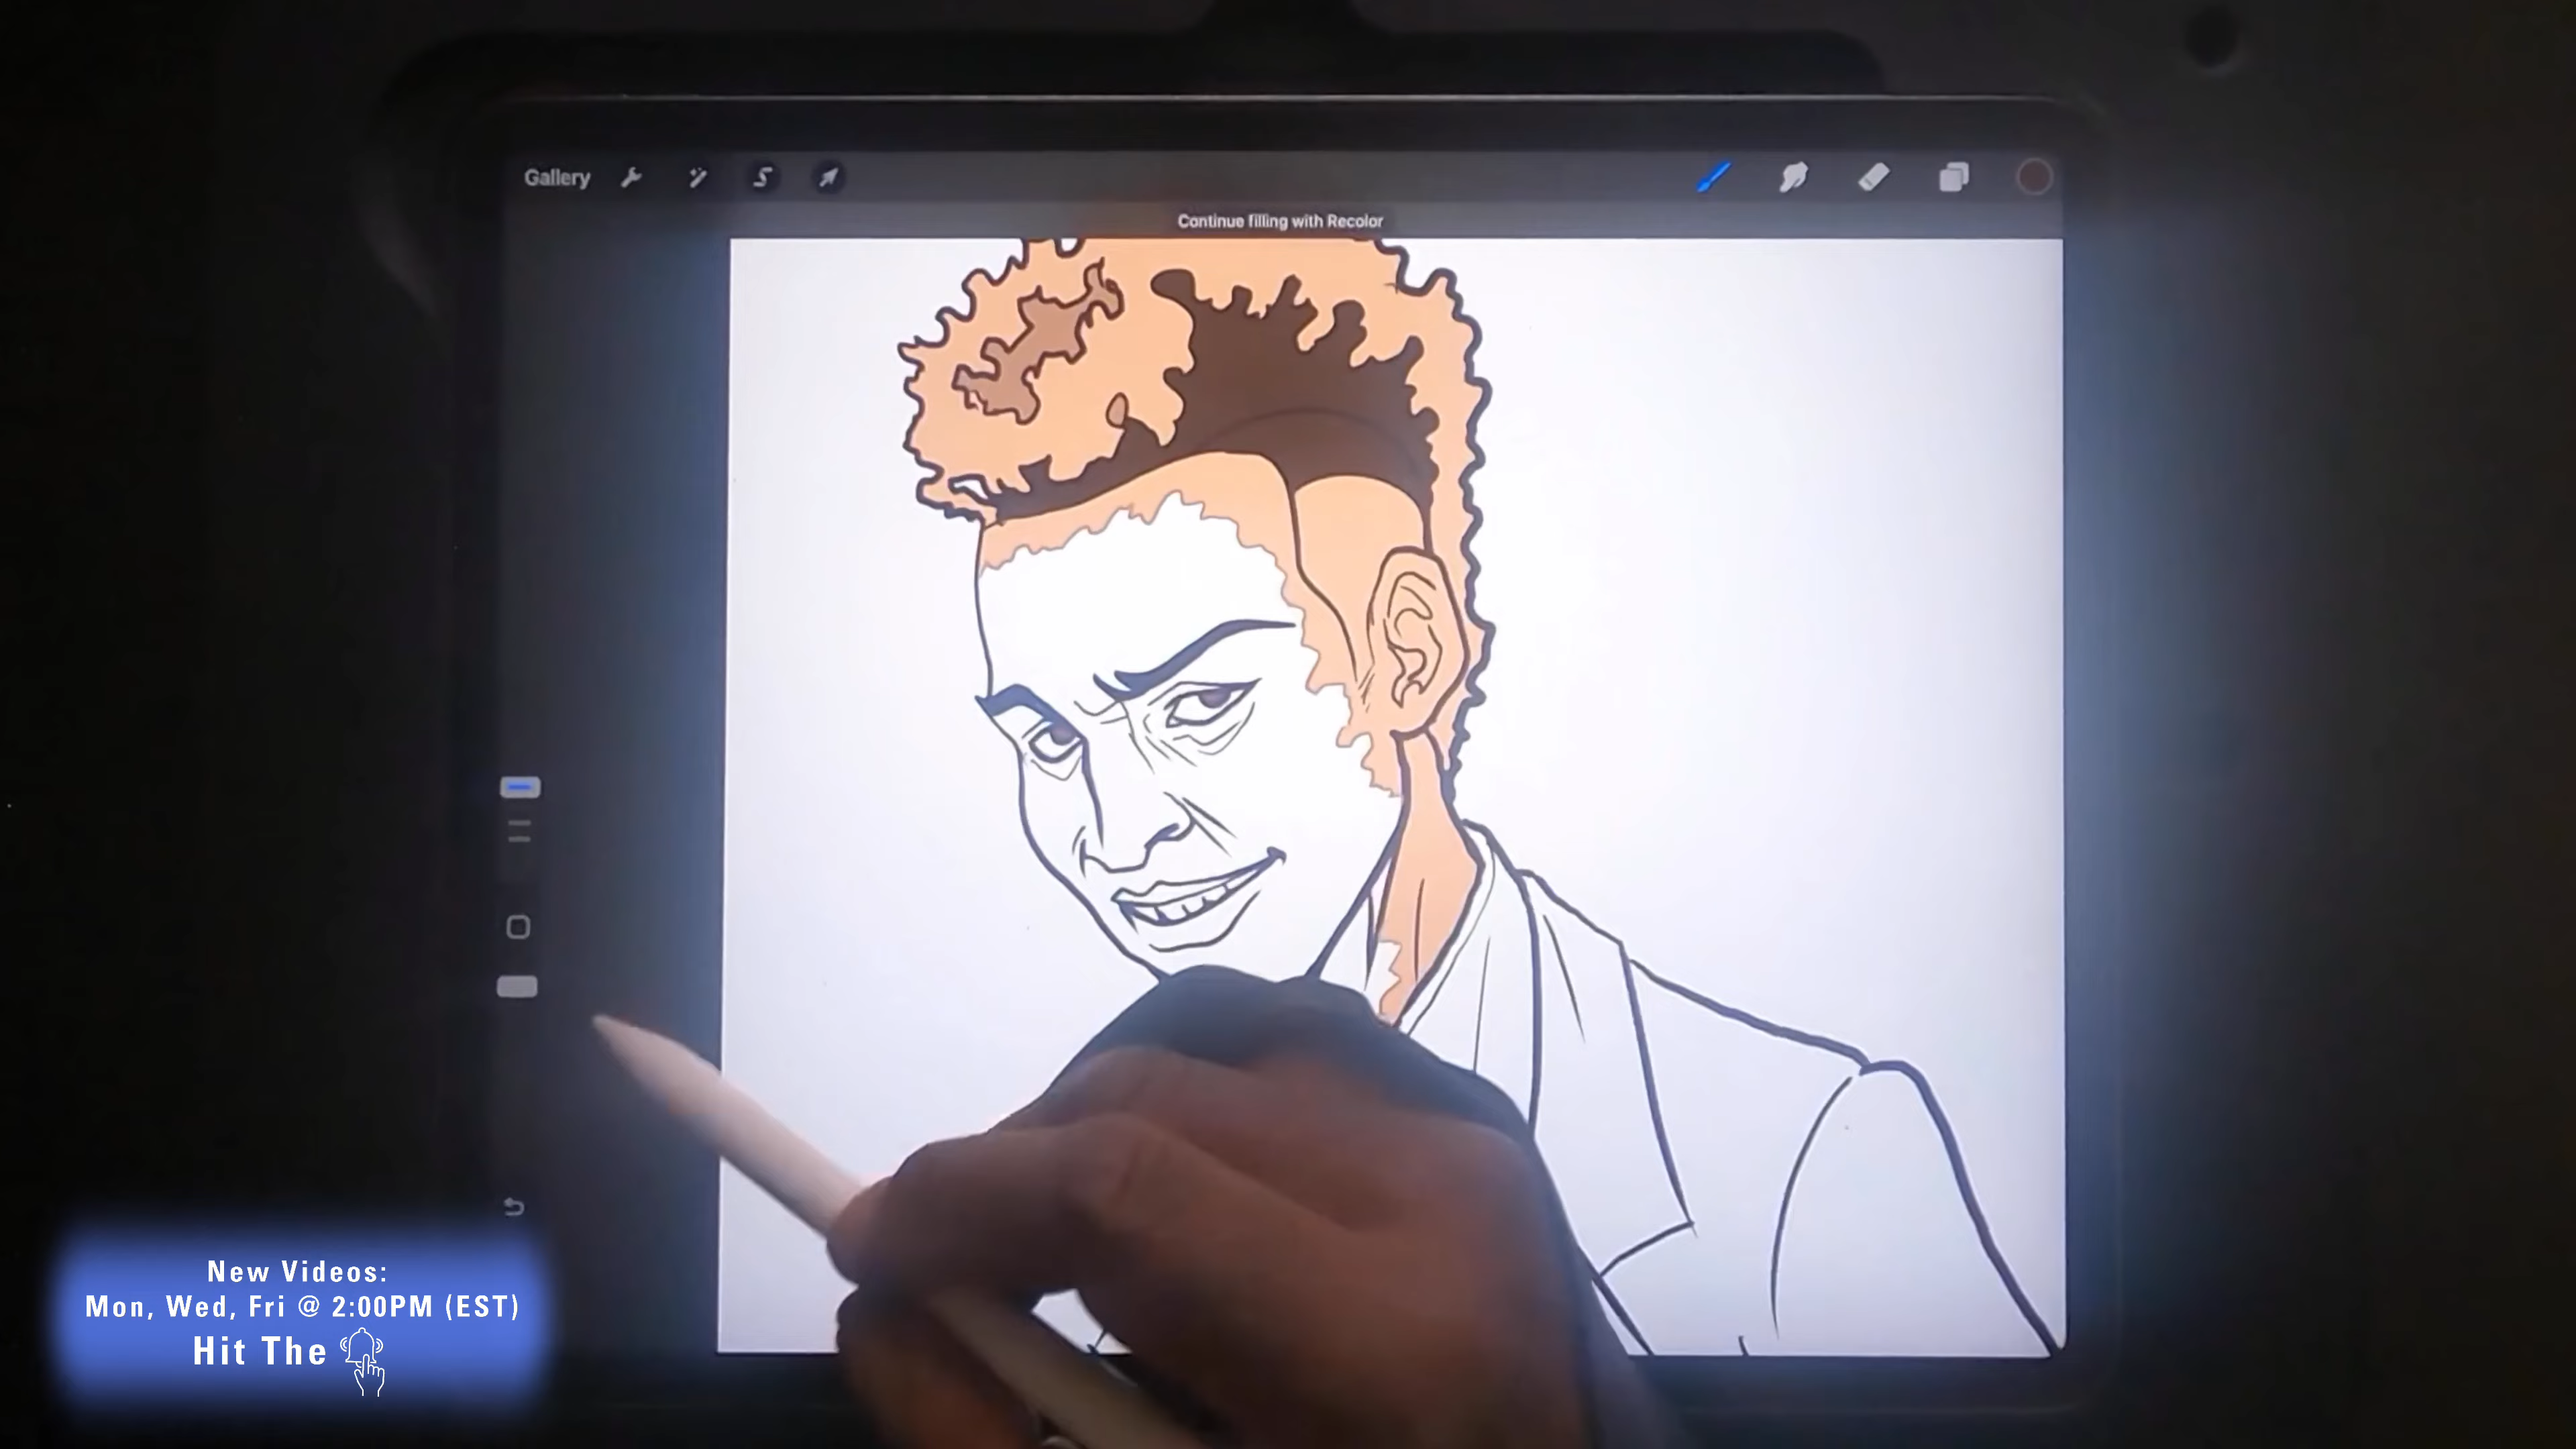 Gallery
Continue filling with Recolor
New Videos:
Mon, Wed, Fri @ 2:00PM (EST)
Hit The